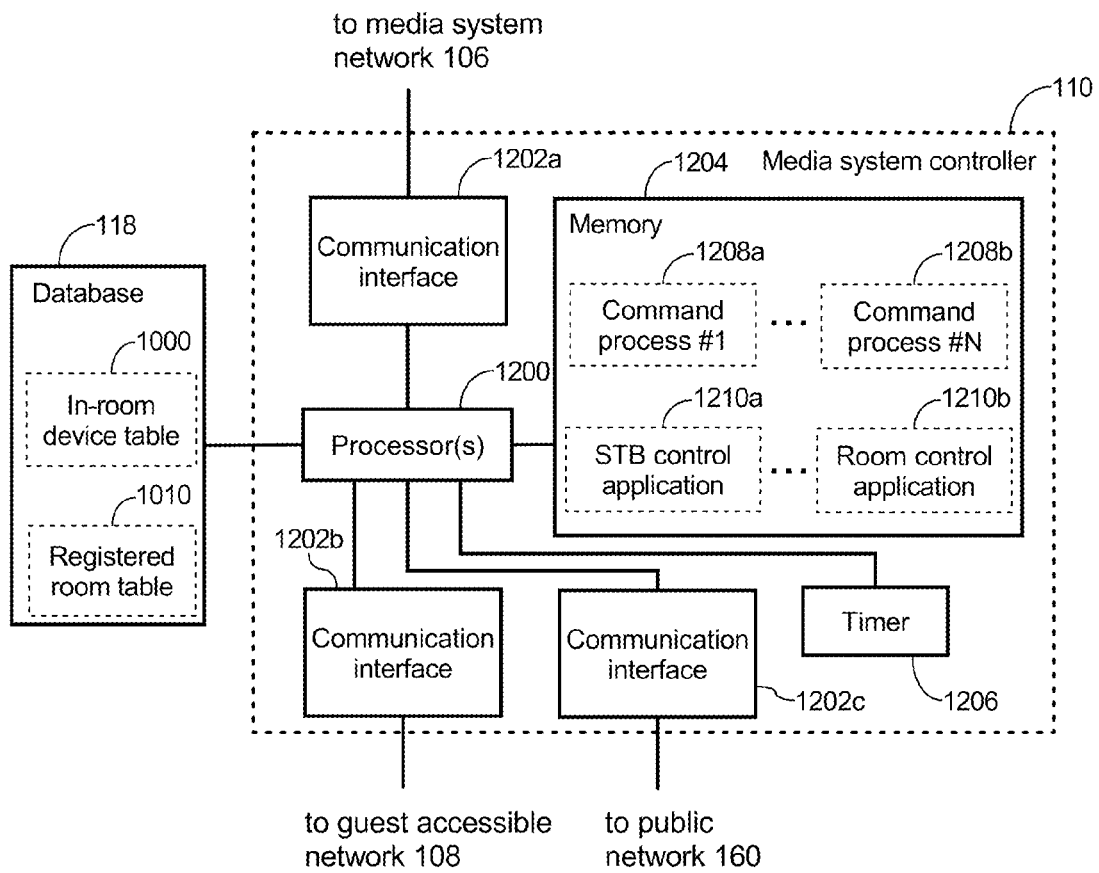 to media system
network 106
110
1202a
Media system controller
1204
Communication
interface
Memory
1208a
1208b
Command
process #1
Command
process #N
118
Database
1000
In-room
device table
1200
Processor(s)
1210a
1210b
STB control
application
Room control
application
1010
Registered
room table
1202b
Communication
interface
Communication
interface
1202c
Timer
1206
to guest accessible
network 108
to public
network 160